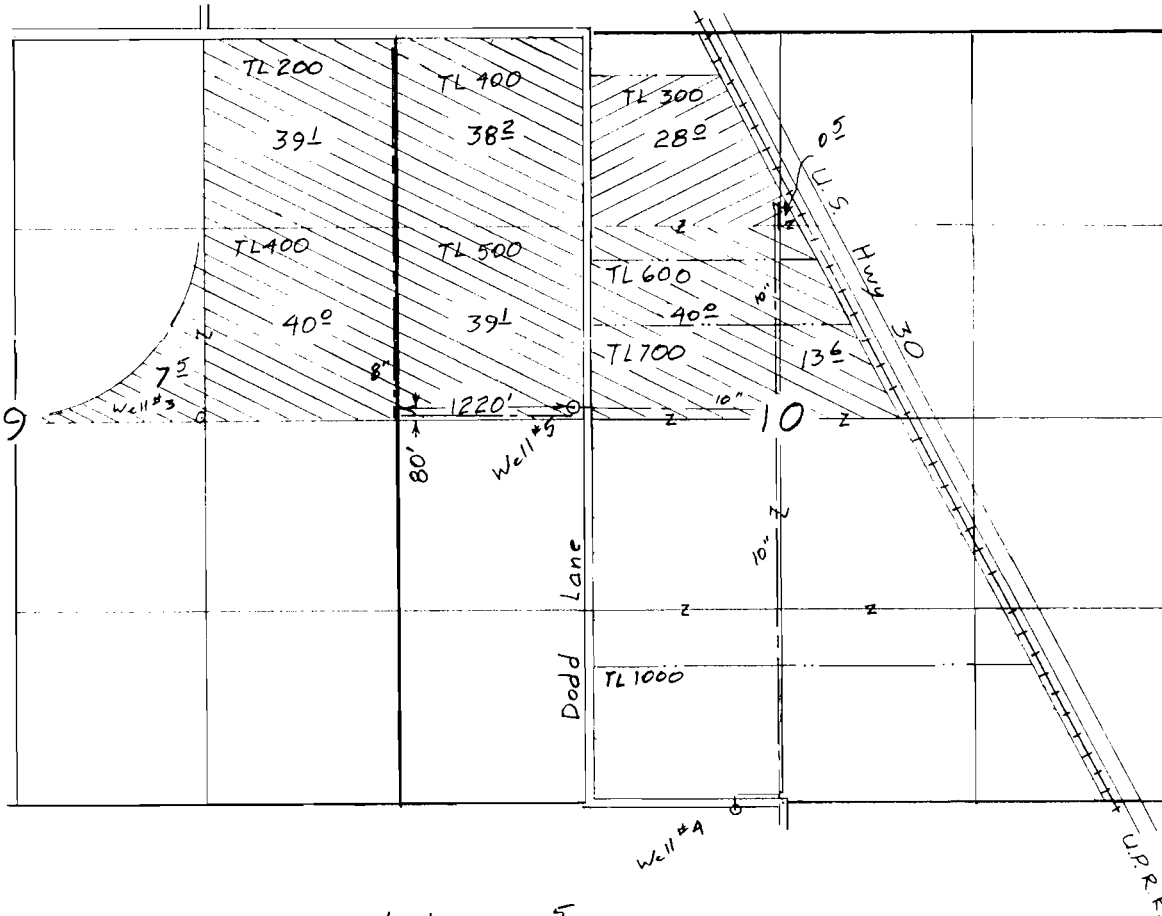 TL 200
39 1
TL 400
38 2
TL 300
28 0
0 5
U.S. Hwy 30
TL400
40 0
TL 500
39 1
TL 600
40 0
TL700
13 6
z
z
z
7 5
Well #3
8"
1220'
80'
10"
10"
Well #5
9
10
z
z
z
10"
z
z
Dodd Lane
TL 1000
Well #4
U.P.R.R.
5